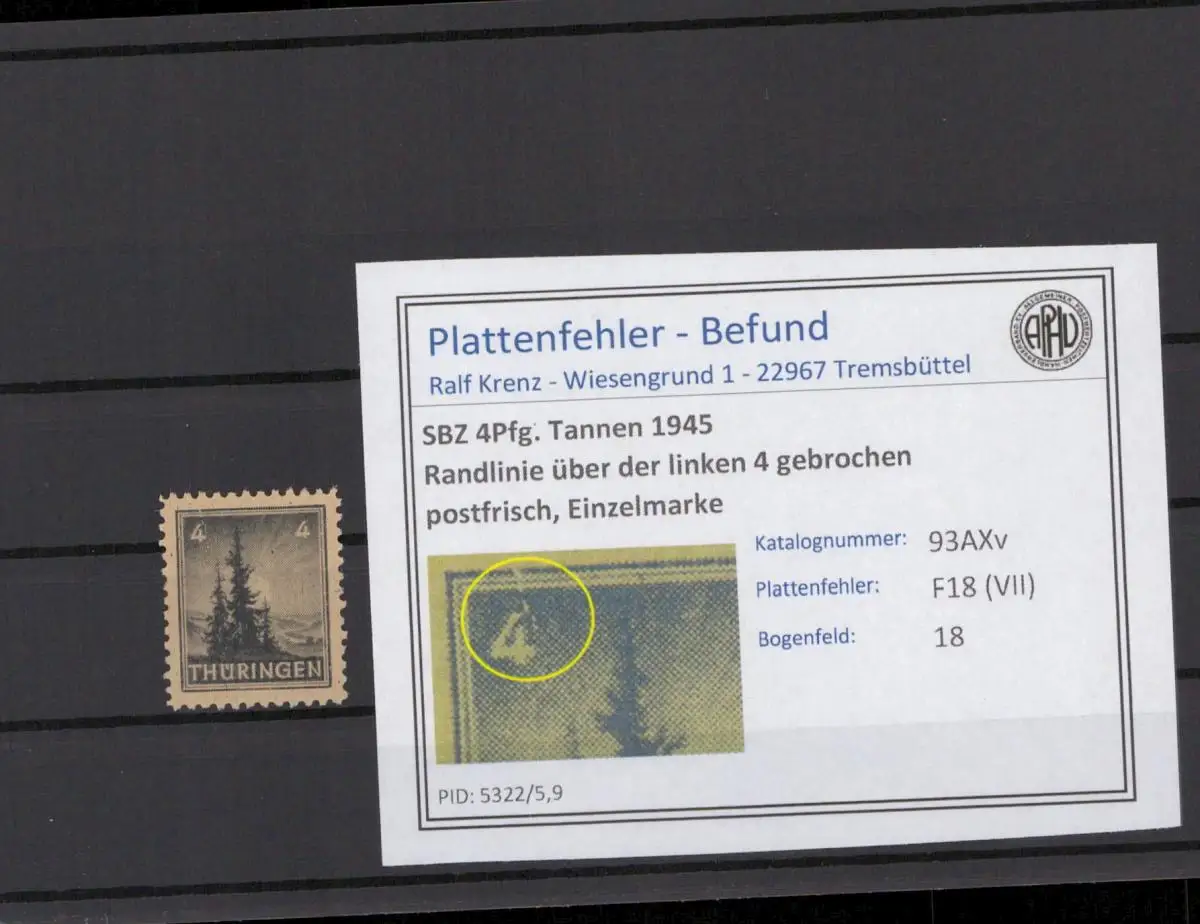 4 4
THÜRINGEN
Plattenfehler - Befund
Ralf Krenz - Wiesengrund 1 - 22967 Tremsbüttel
APHV
SBZ 4Pfg. Tannen 1945
Randlinie über der linken 4 gebrochen
postfrisch, Einzelmarke
4
Katalognummer: 93AXv
Plattenfehler: F18 (VII)
Bogenfeld: 18
PID: 5322/5,9